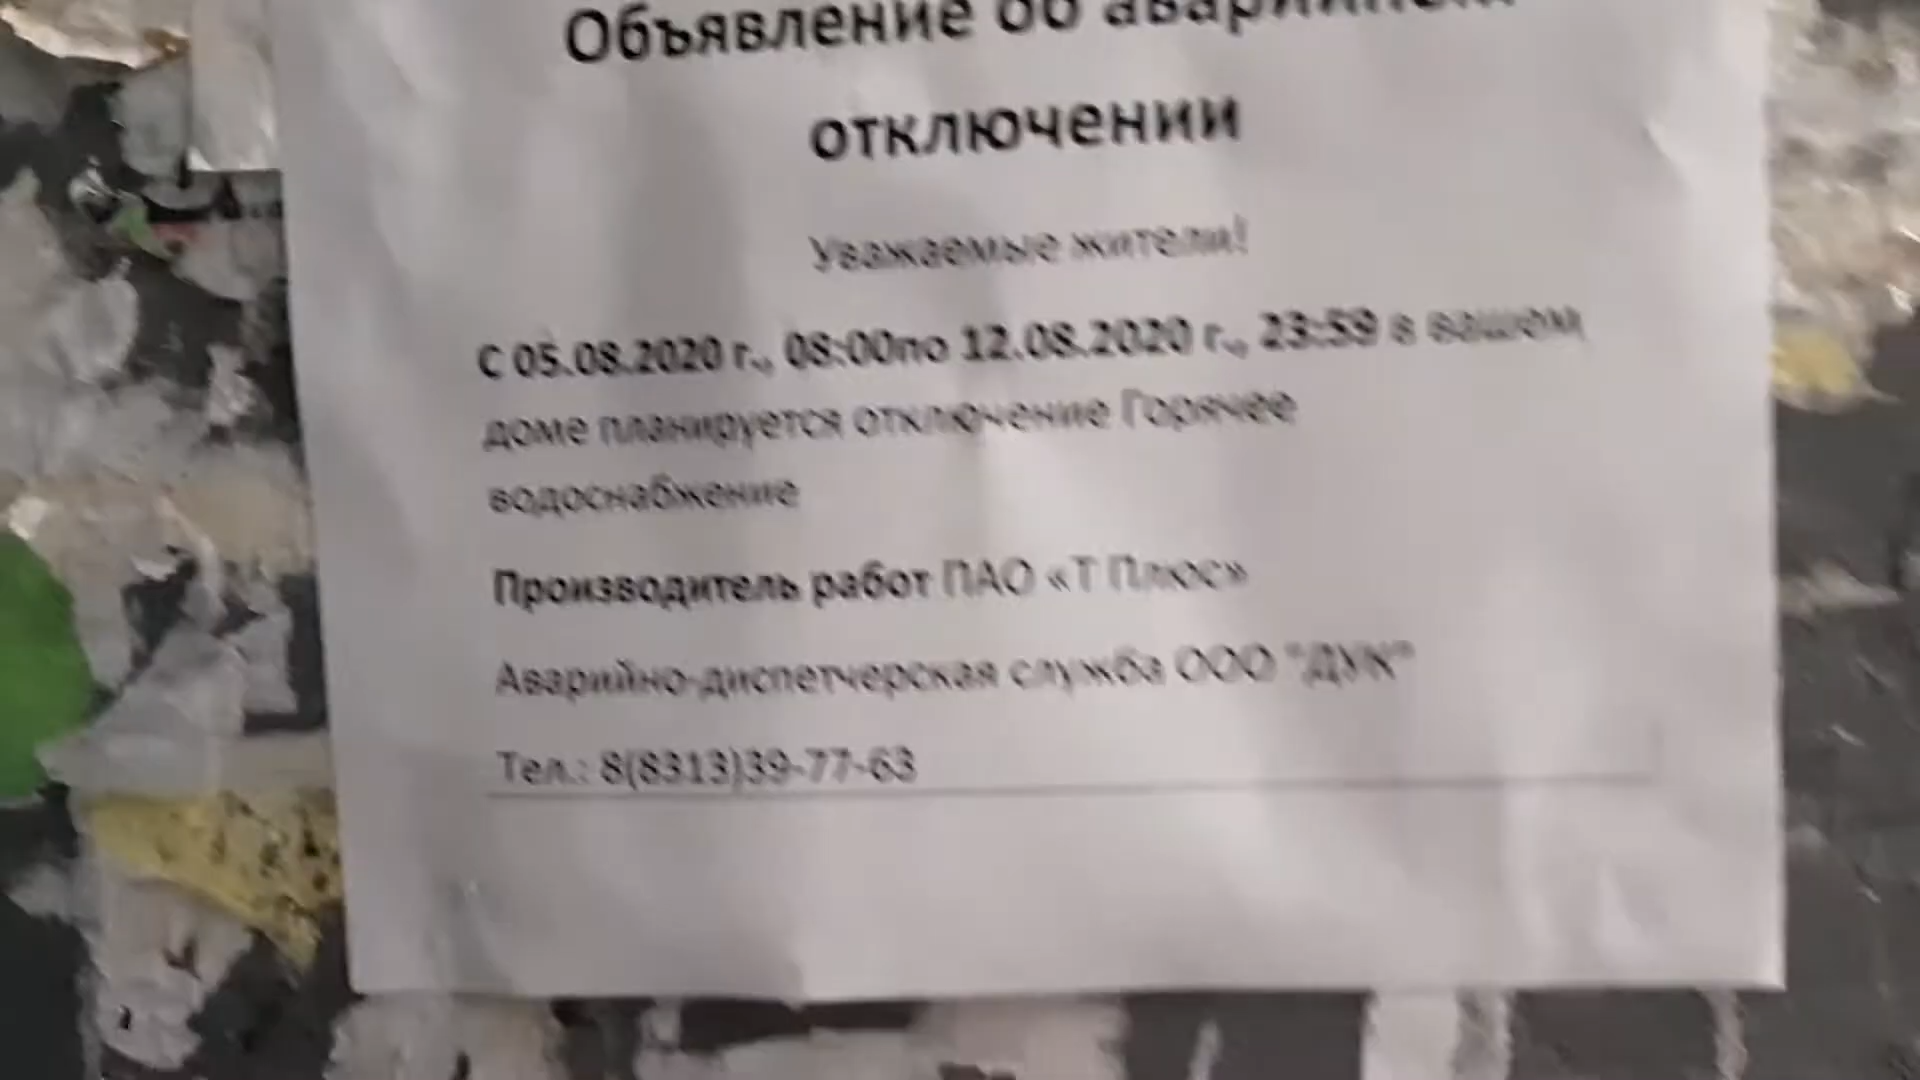 Объявление об аварийном
отключении
Уважаемые жители!
С 05.08.2020 г., 08:00по 12.08.2020 г., 23:59 в вашем
доме планируется отключение Горячее
водоснабжение
Производитель работ ПАО «Т Плюс»
Аварийно-диспетчерская служба ООО "ДУК"
Тел.: 8(8313)39-77-63